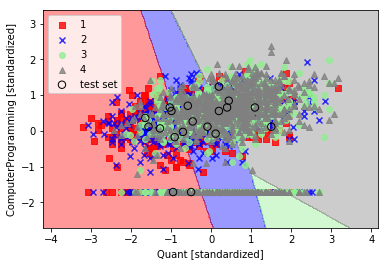 3
2
1
0
−1
−2
ComputerProgramming [standardized]
1
2
3
4
test set
−4 −3 −2 −1 0 1 2 3 4
Quant [standardized]